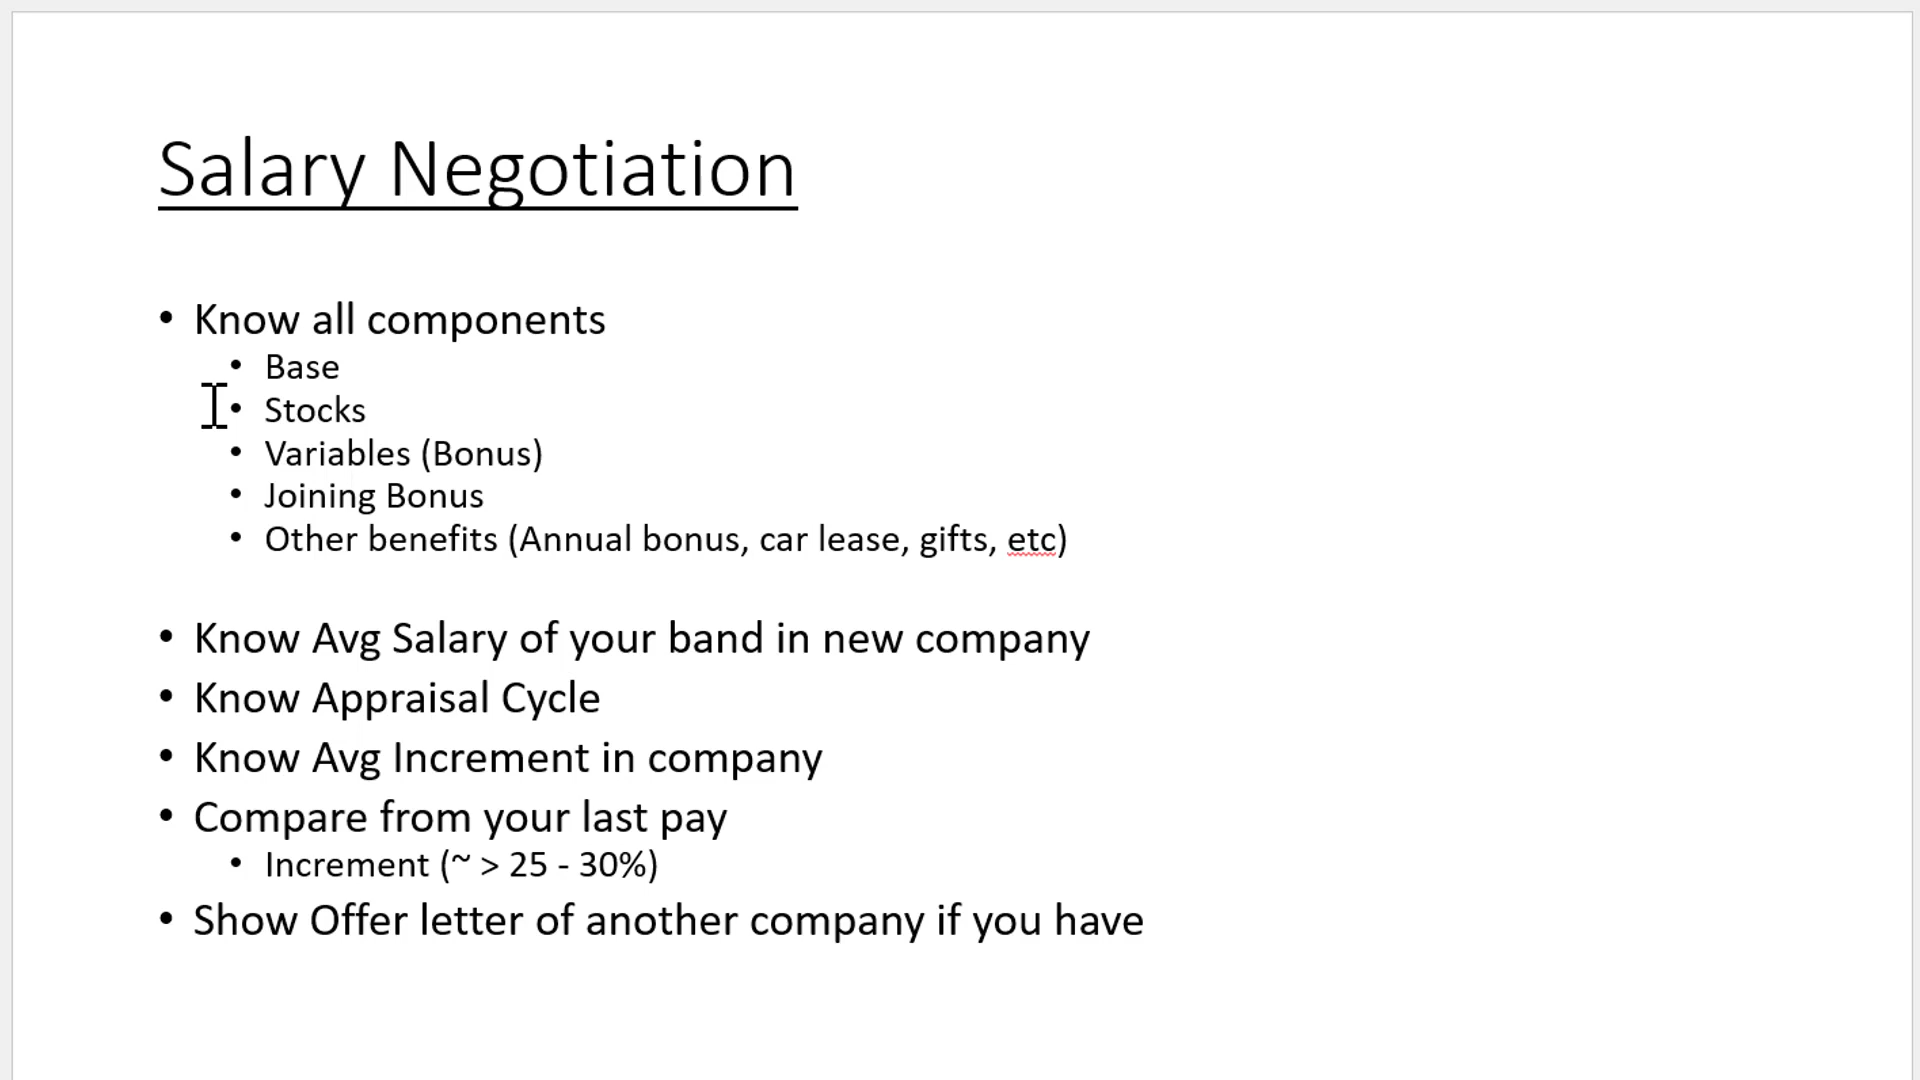 Salary Negotiation
• Know all components
• Base
• Stocks
• Variables (Bonus)
• Joining Bonus
• Other benefits (Annual bonus, car lease, gifts, etc)
• Know Avg Salary of your band in new company
• Know Appraisal Cycle
• Know Avg Increment in company
• Compare from your last pay
• Increment (~ > 25 - 30%)
• Show Offer letter of another company if you have